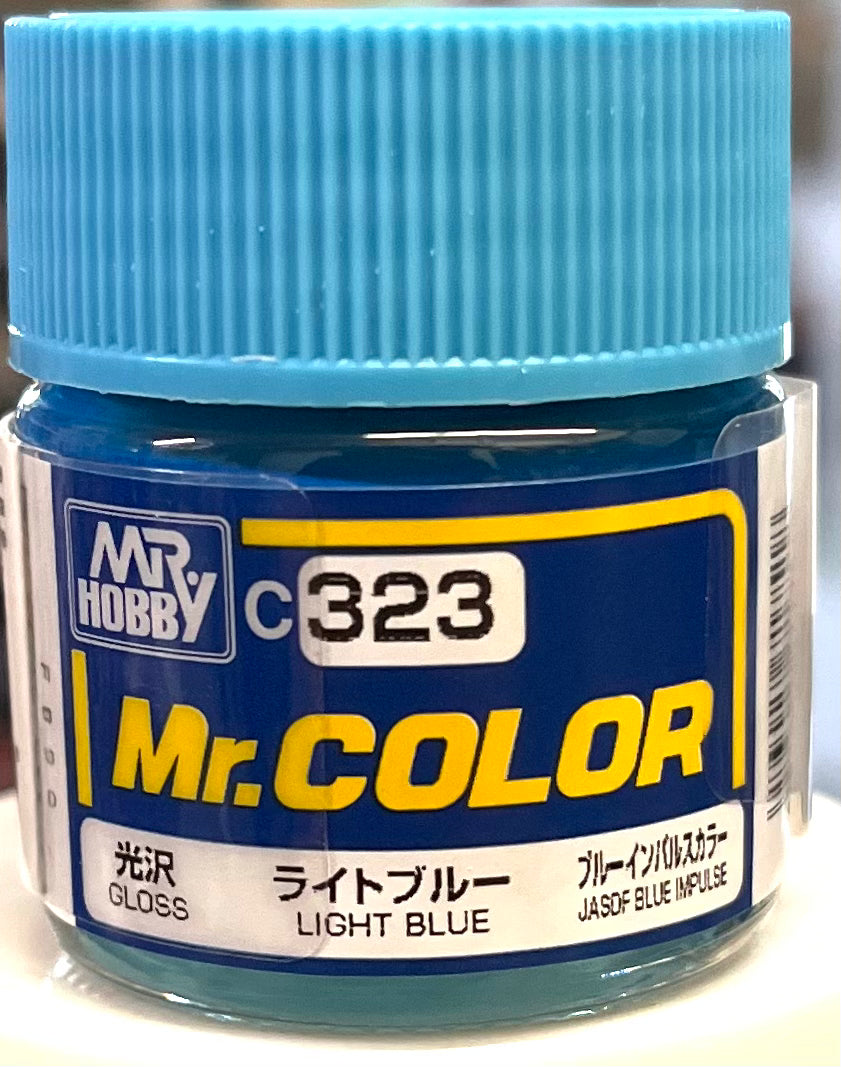 MR.
HOBBY
C 323
Mr.COLOR
光沢
GLOSS
ライトブルー
LIGHT BLUE
ブルーインパルスカラー
JASDF BLUE IMPULSE